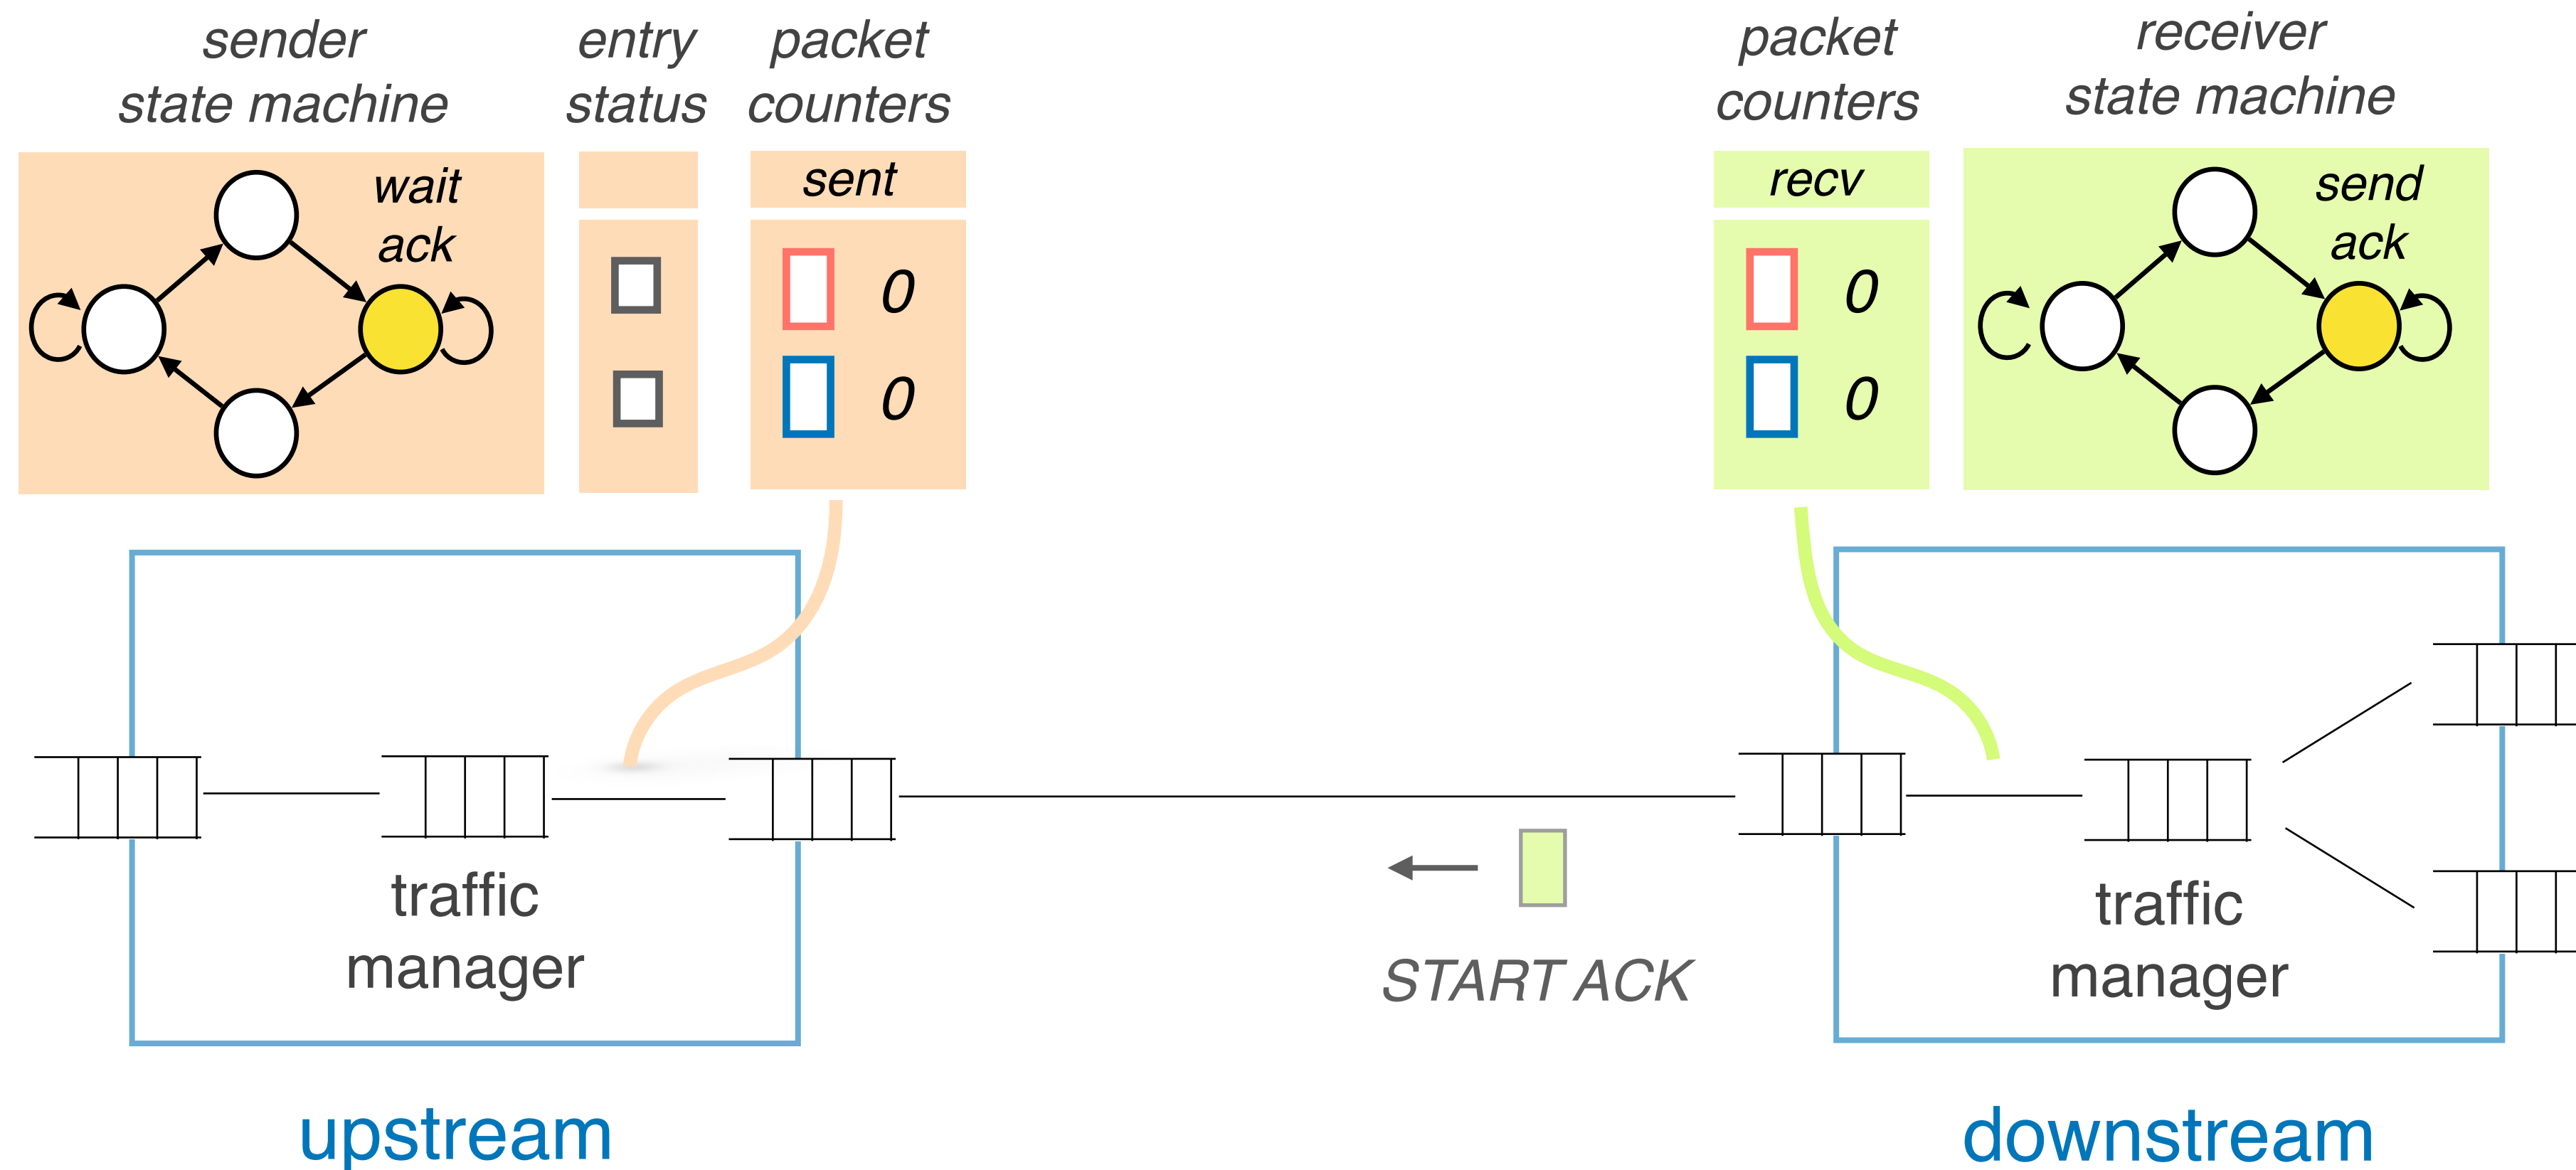 sender
state machine
entry
status
packet
counters
packet
counters
receiver
state machine
wait
ack
sent
0
0
recv
0
0
send
ack
traffic
manager
START ACK
traffic
manager
upstream
downstream